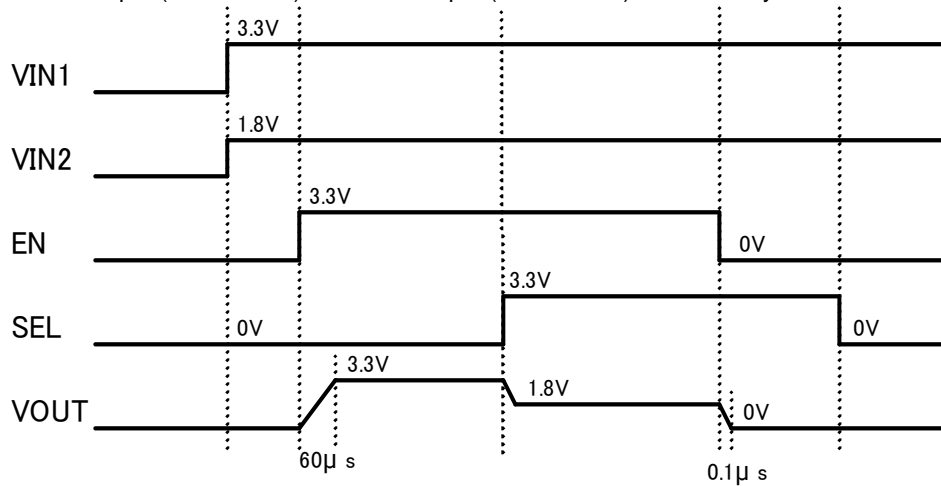 3.3V
VIN1
1.8V
VIN2
3.3V
EN
0V
3.3V
SEL
0V
0V
3.3V
1.8V
VOUT
0V
60μ s
0.1μ s